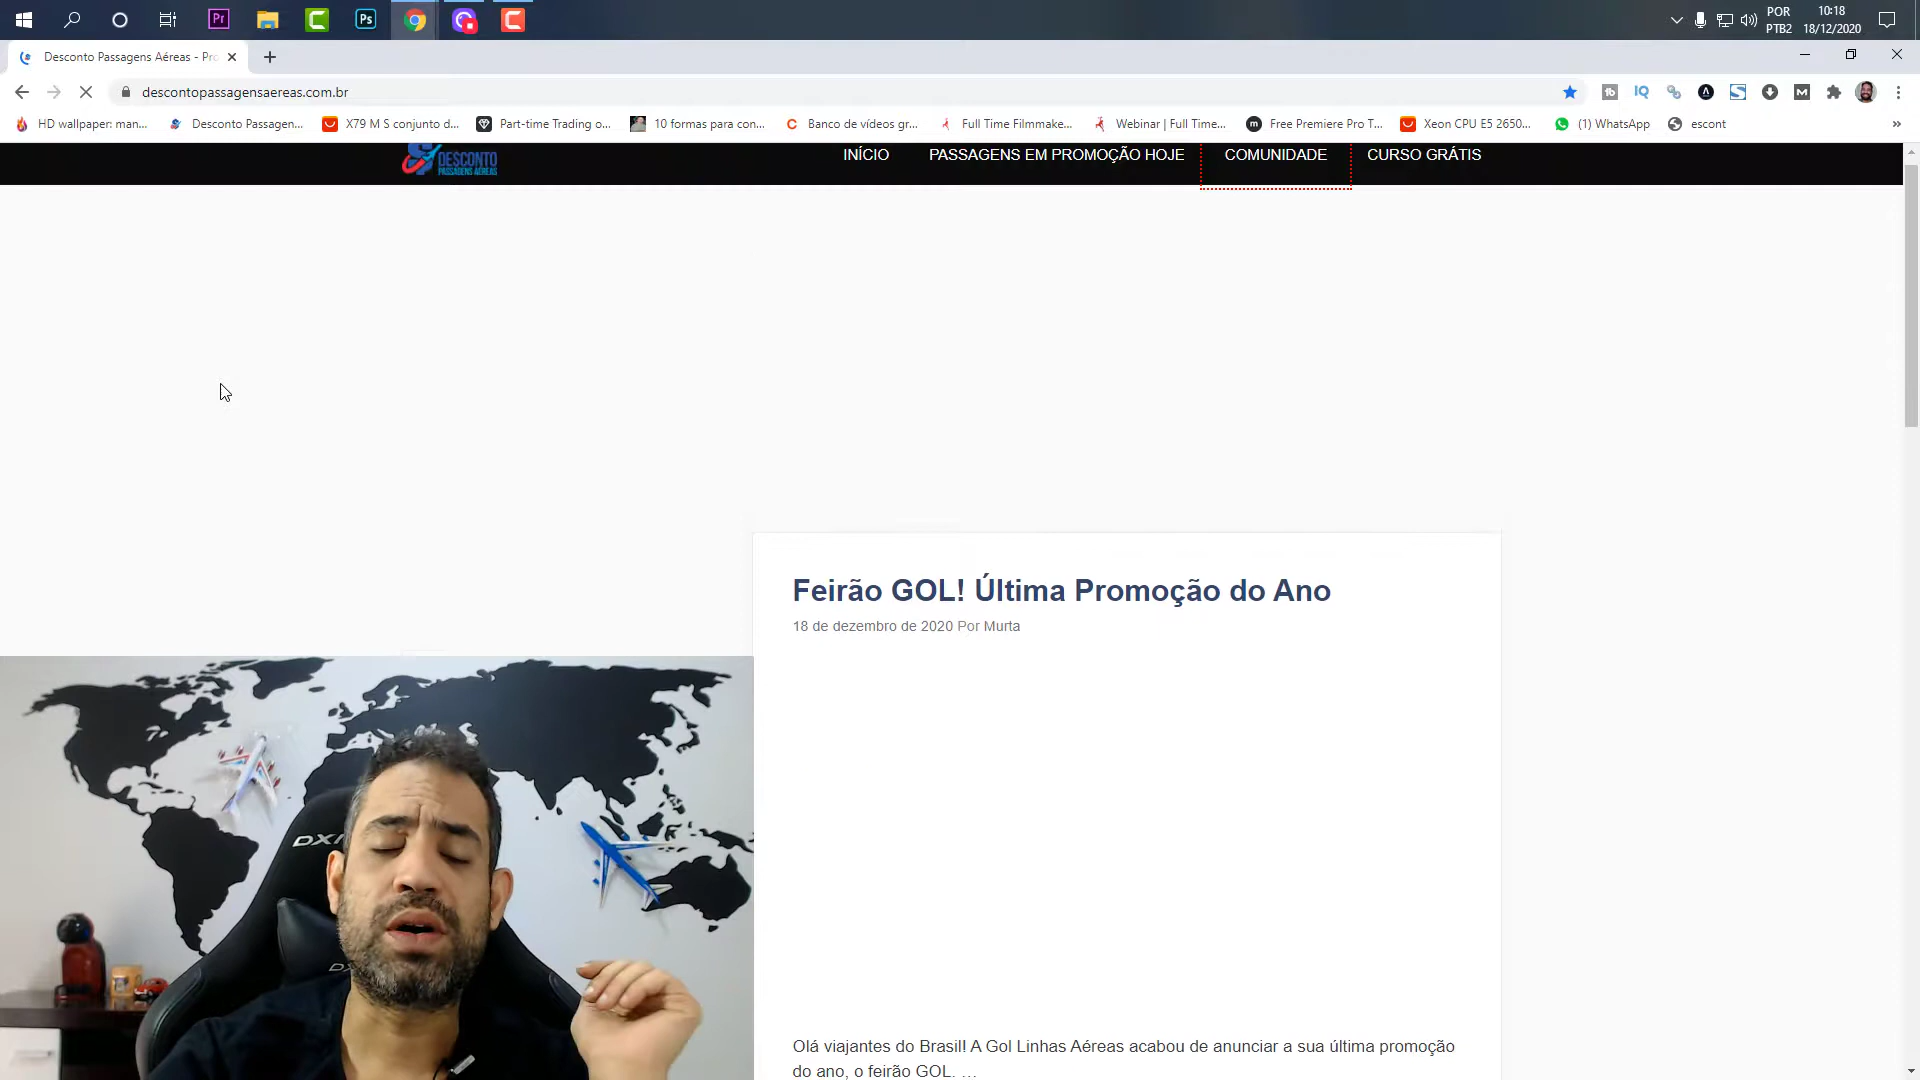 Pr
Ps
POR
PTB2
10:18
18/12/2020
Desconto Passagens Aéreas - Pro
descontopassagensaereas.com.br
IQ
HD wallpaper: man...
Desconto Passagen...
X79 M S conjunto d...
Part-time Trading o...
10 formas para con...
Banco de vídeos gr...
Full Time Filmmake...
Webinar | Full Time...
Free Premiere Pro T...
Xeon CPU E5 2650...
(1) WhatsApp
escont
»
DESCONTO
PASSAGENS AÉREAS
INÍCIO
PASSAGENS EM PROMOÇÃO HOJE
COMUNIDADE
CURSO GRÁTIS
Feirão GOL! Última Promoção do Ano
18 de dezembro de 2020 Por Murta
Olá viajantes do Brasil! A Gol Linhas Aéreas acabou de anunciar a sua última promoção
do ano, o feirão GOL. …